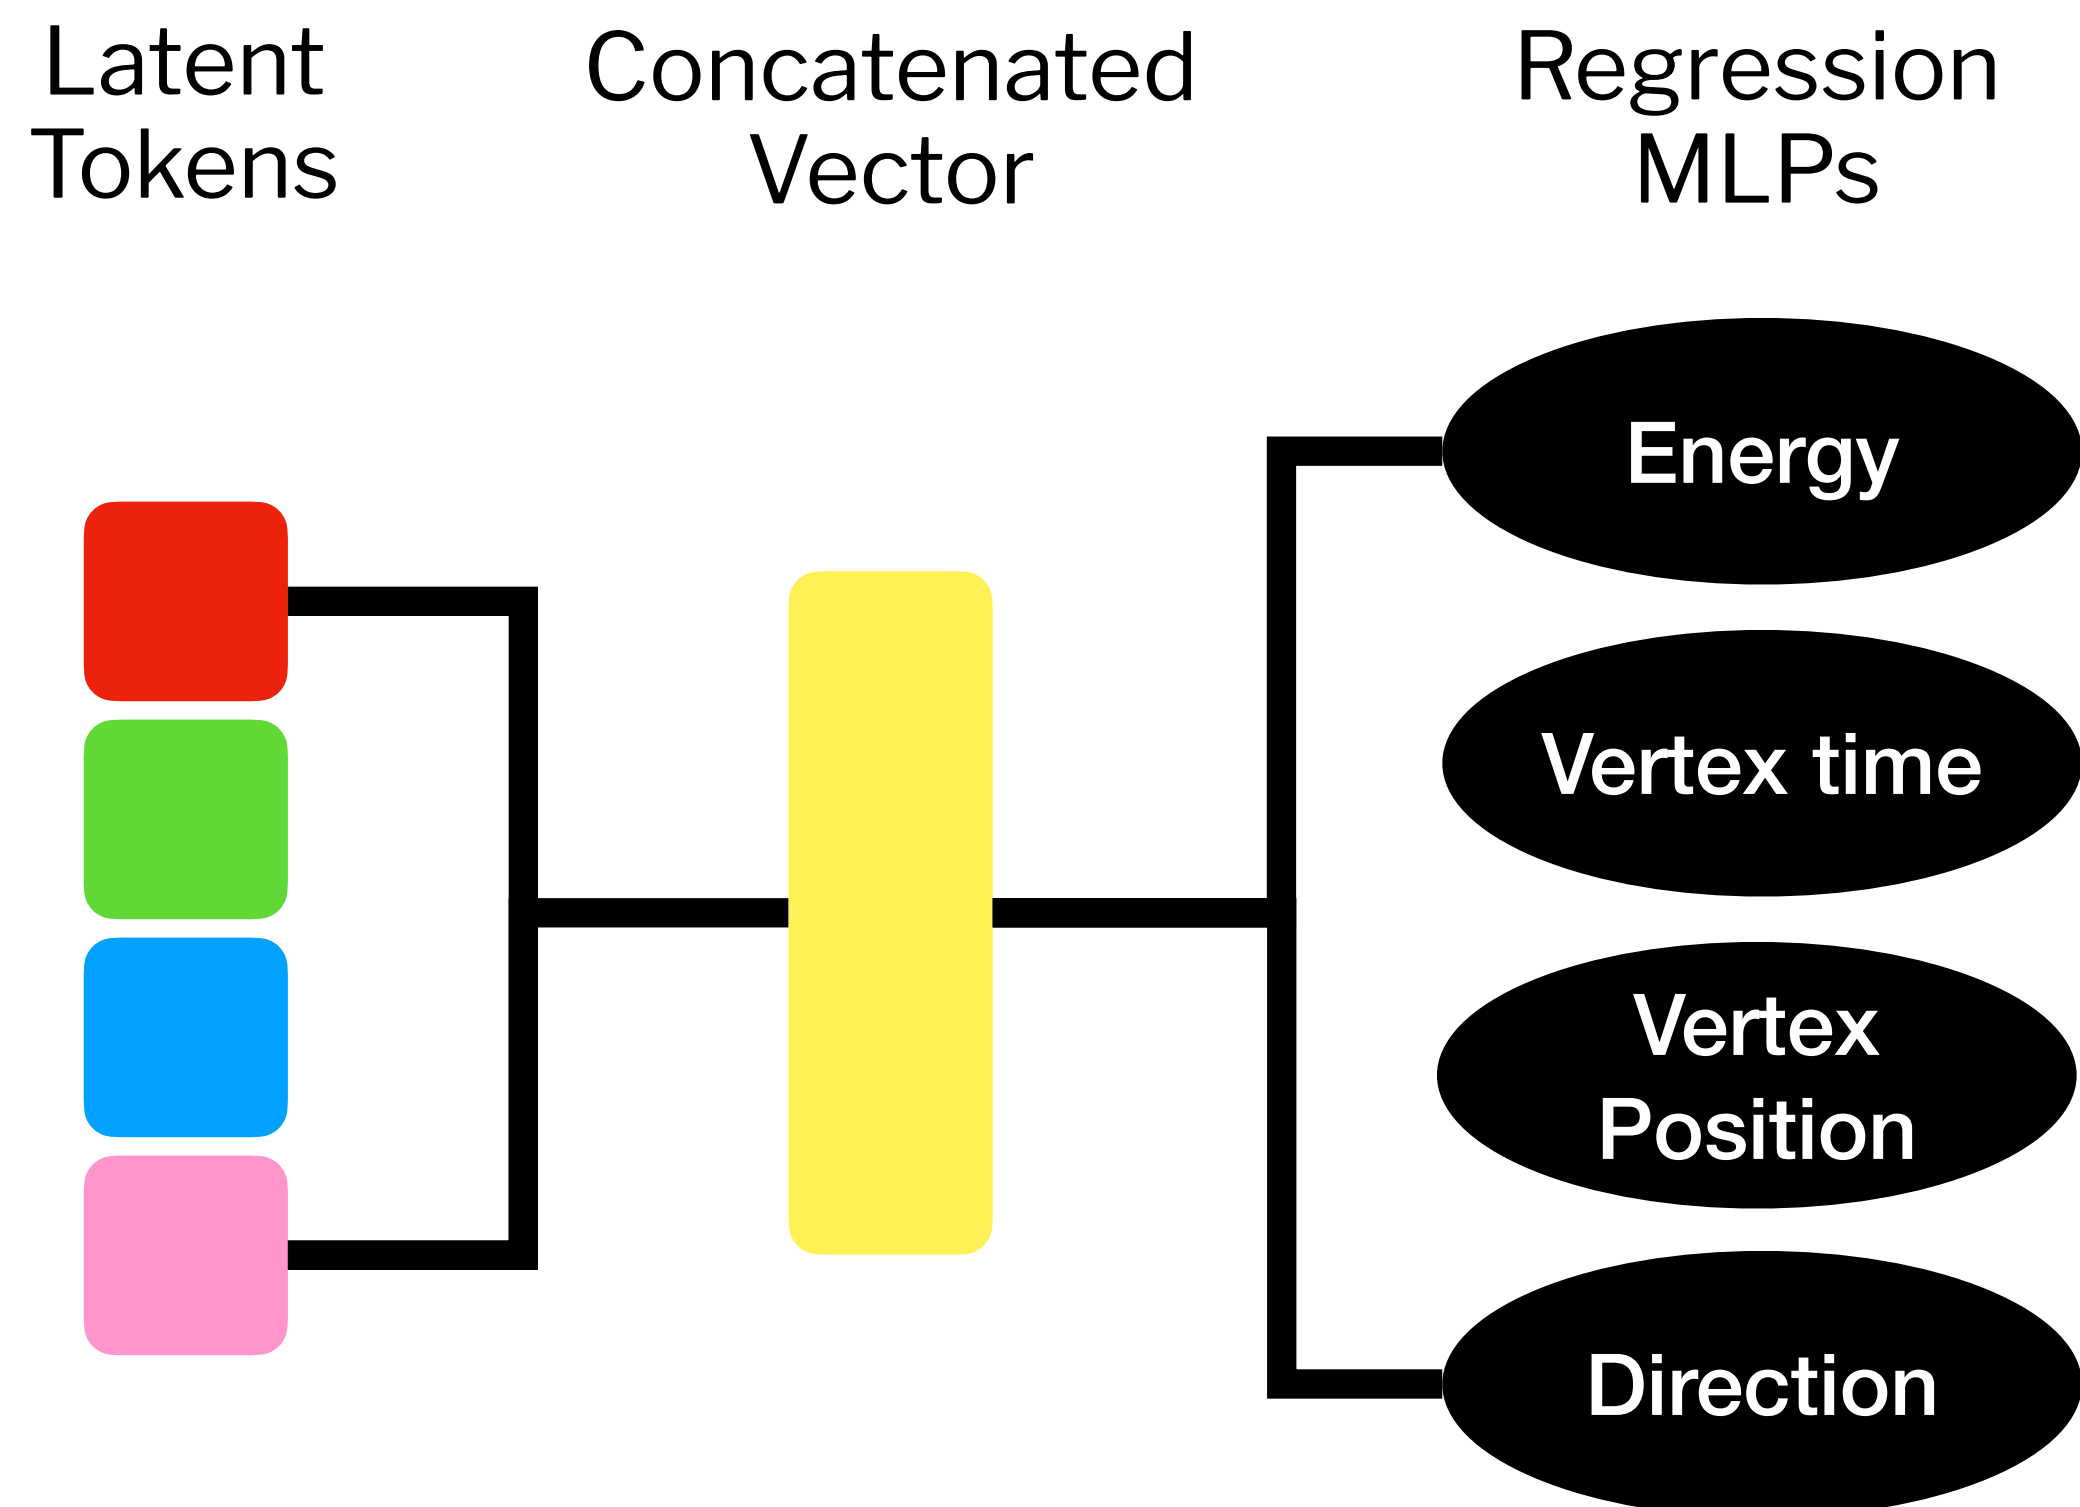 Latent
Tokens
Concatenated
Vector
Regression
MLPs
Energy
Vertex time
Vertex
Position
Direction